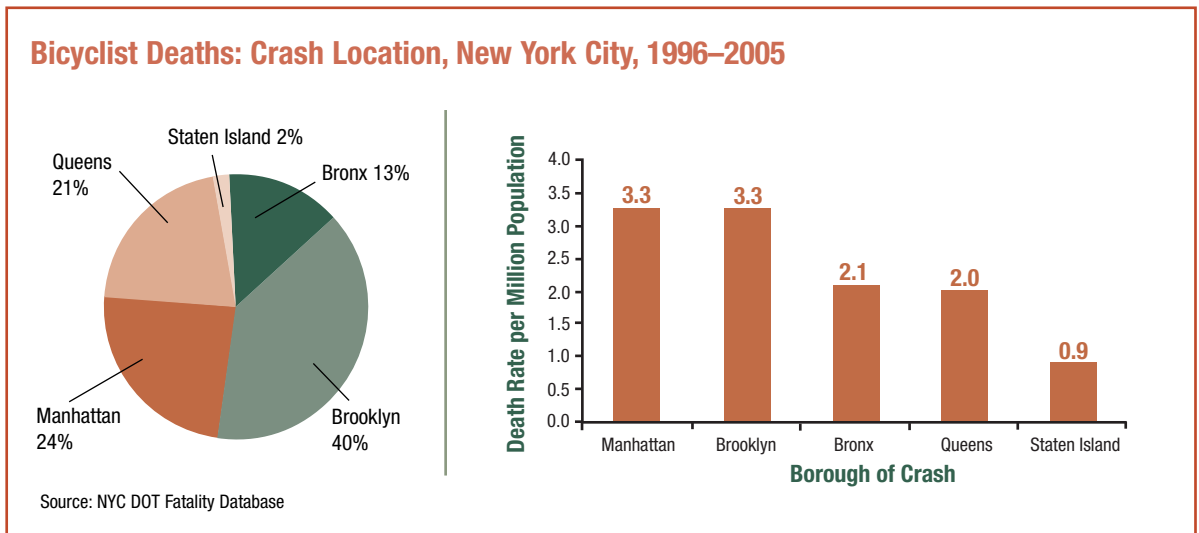 Bicyclist Deaths: Crash Location, New York City, 1996–2005
Staten Island 2%
Queens
21%
Bronx 13%
Manhattan
24%
Brooklyn
40%
Source: NYC DOT Fatality Database
Death Rate per Million Population
4.0
3.5
3.0
2.5
2.0
1.5
1.0
0.5
0.0
3.3
3.3
2.1
2.0
0.9
Manhattan
Brooklyn
Bronx
Queens
Staten Island
Borough of Crash